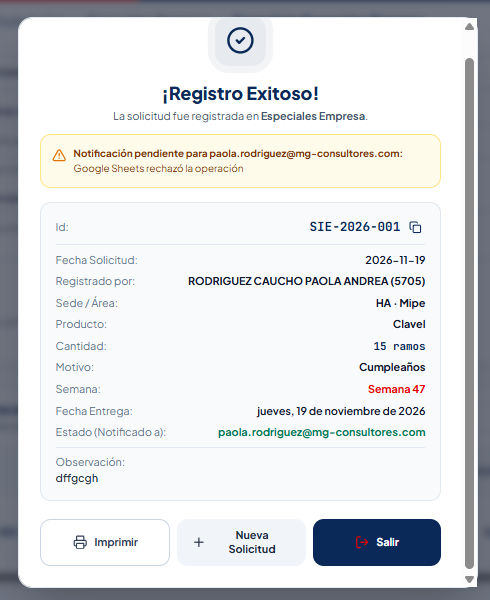 ¡Registro Exitoso!
La solicitud fue registrada en Especiales Empresa.
Notificación pendiente para paola.rodriguez@mg-consultores.com:
Google Sheets rechazó la operación
Id: SIE-2026-001
Fecha Solicitud: 2026-11-19
Registrado por: RODRIGUEZ CAUCHO PAOLA ANDREA (5705)
Sede / Área: HA · Mipe
Producto: Clavel
Cantidad: 15 ramos
Motivo: Cumpleaños
Semana: Semana 47
Fecha Entrega: jueves, 19 de noviembre de 2026
Estado (Notificado a): paola.rodriguez@mg-consultores.com
Observación:
dffgcgh
Imprimir
Nueva
Solicitud
Salir